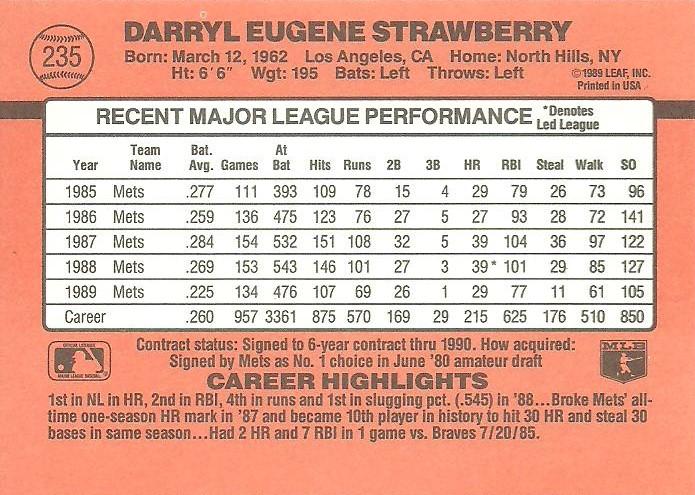 235
DARRYL EUGENE STRAWBERRY
Born: March 12, 1962 Los Angeles, CA Home: North Hills, NY
Ht: 6'6" Wgt: 195 Bats: Left Throws: Left
©1989 LEAF, INC.
Printed in USA
RECENT MAJOR LEAGUE PERFORMANCE *Denotes Led League
Year Team Name Bat. Avg. Games At Bat Hits Runs 2B 3B HR RBI Steal Walk SO
1985 Mets .277 111 393 109 78 15 4 29 79 26 73 96
1986 Mets .259 136 475 123 76 27 5 27 93 28 72 141
1987 Mets .284 154 532 151 108 32 5 39 104 36 97 122
1988 Mets .269 153 543 146 101 27 3 39* 101 29 85 127
1989 Mets .225 134 476 107 69 26 1 29 77 11 61 105
Career .260 957 3361 875 570 169 29 215 625 176 510 850
Contract status: Signed to 6-year contract thru 1990. How acquired:
Signed by Mets as No. 1 choice in June '80 amateur draft
MLB
CAREER HIGHLIGHTS
1st in NL in HR, 2nd in RBI, 4th in runs and 1st in slugging pct. (.545) in '88...Broke Mets' all-
time one-season HR mark in '87 and became 10th player in history to hit 30 HR and steal 30
bases in same season...Had 2 HR and 7 RBI in 1 game vs. Braves 7/20/85.